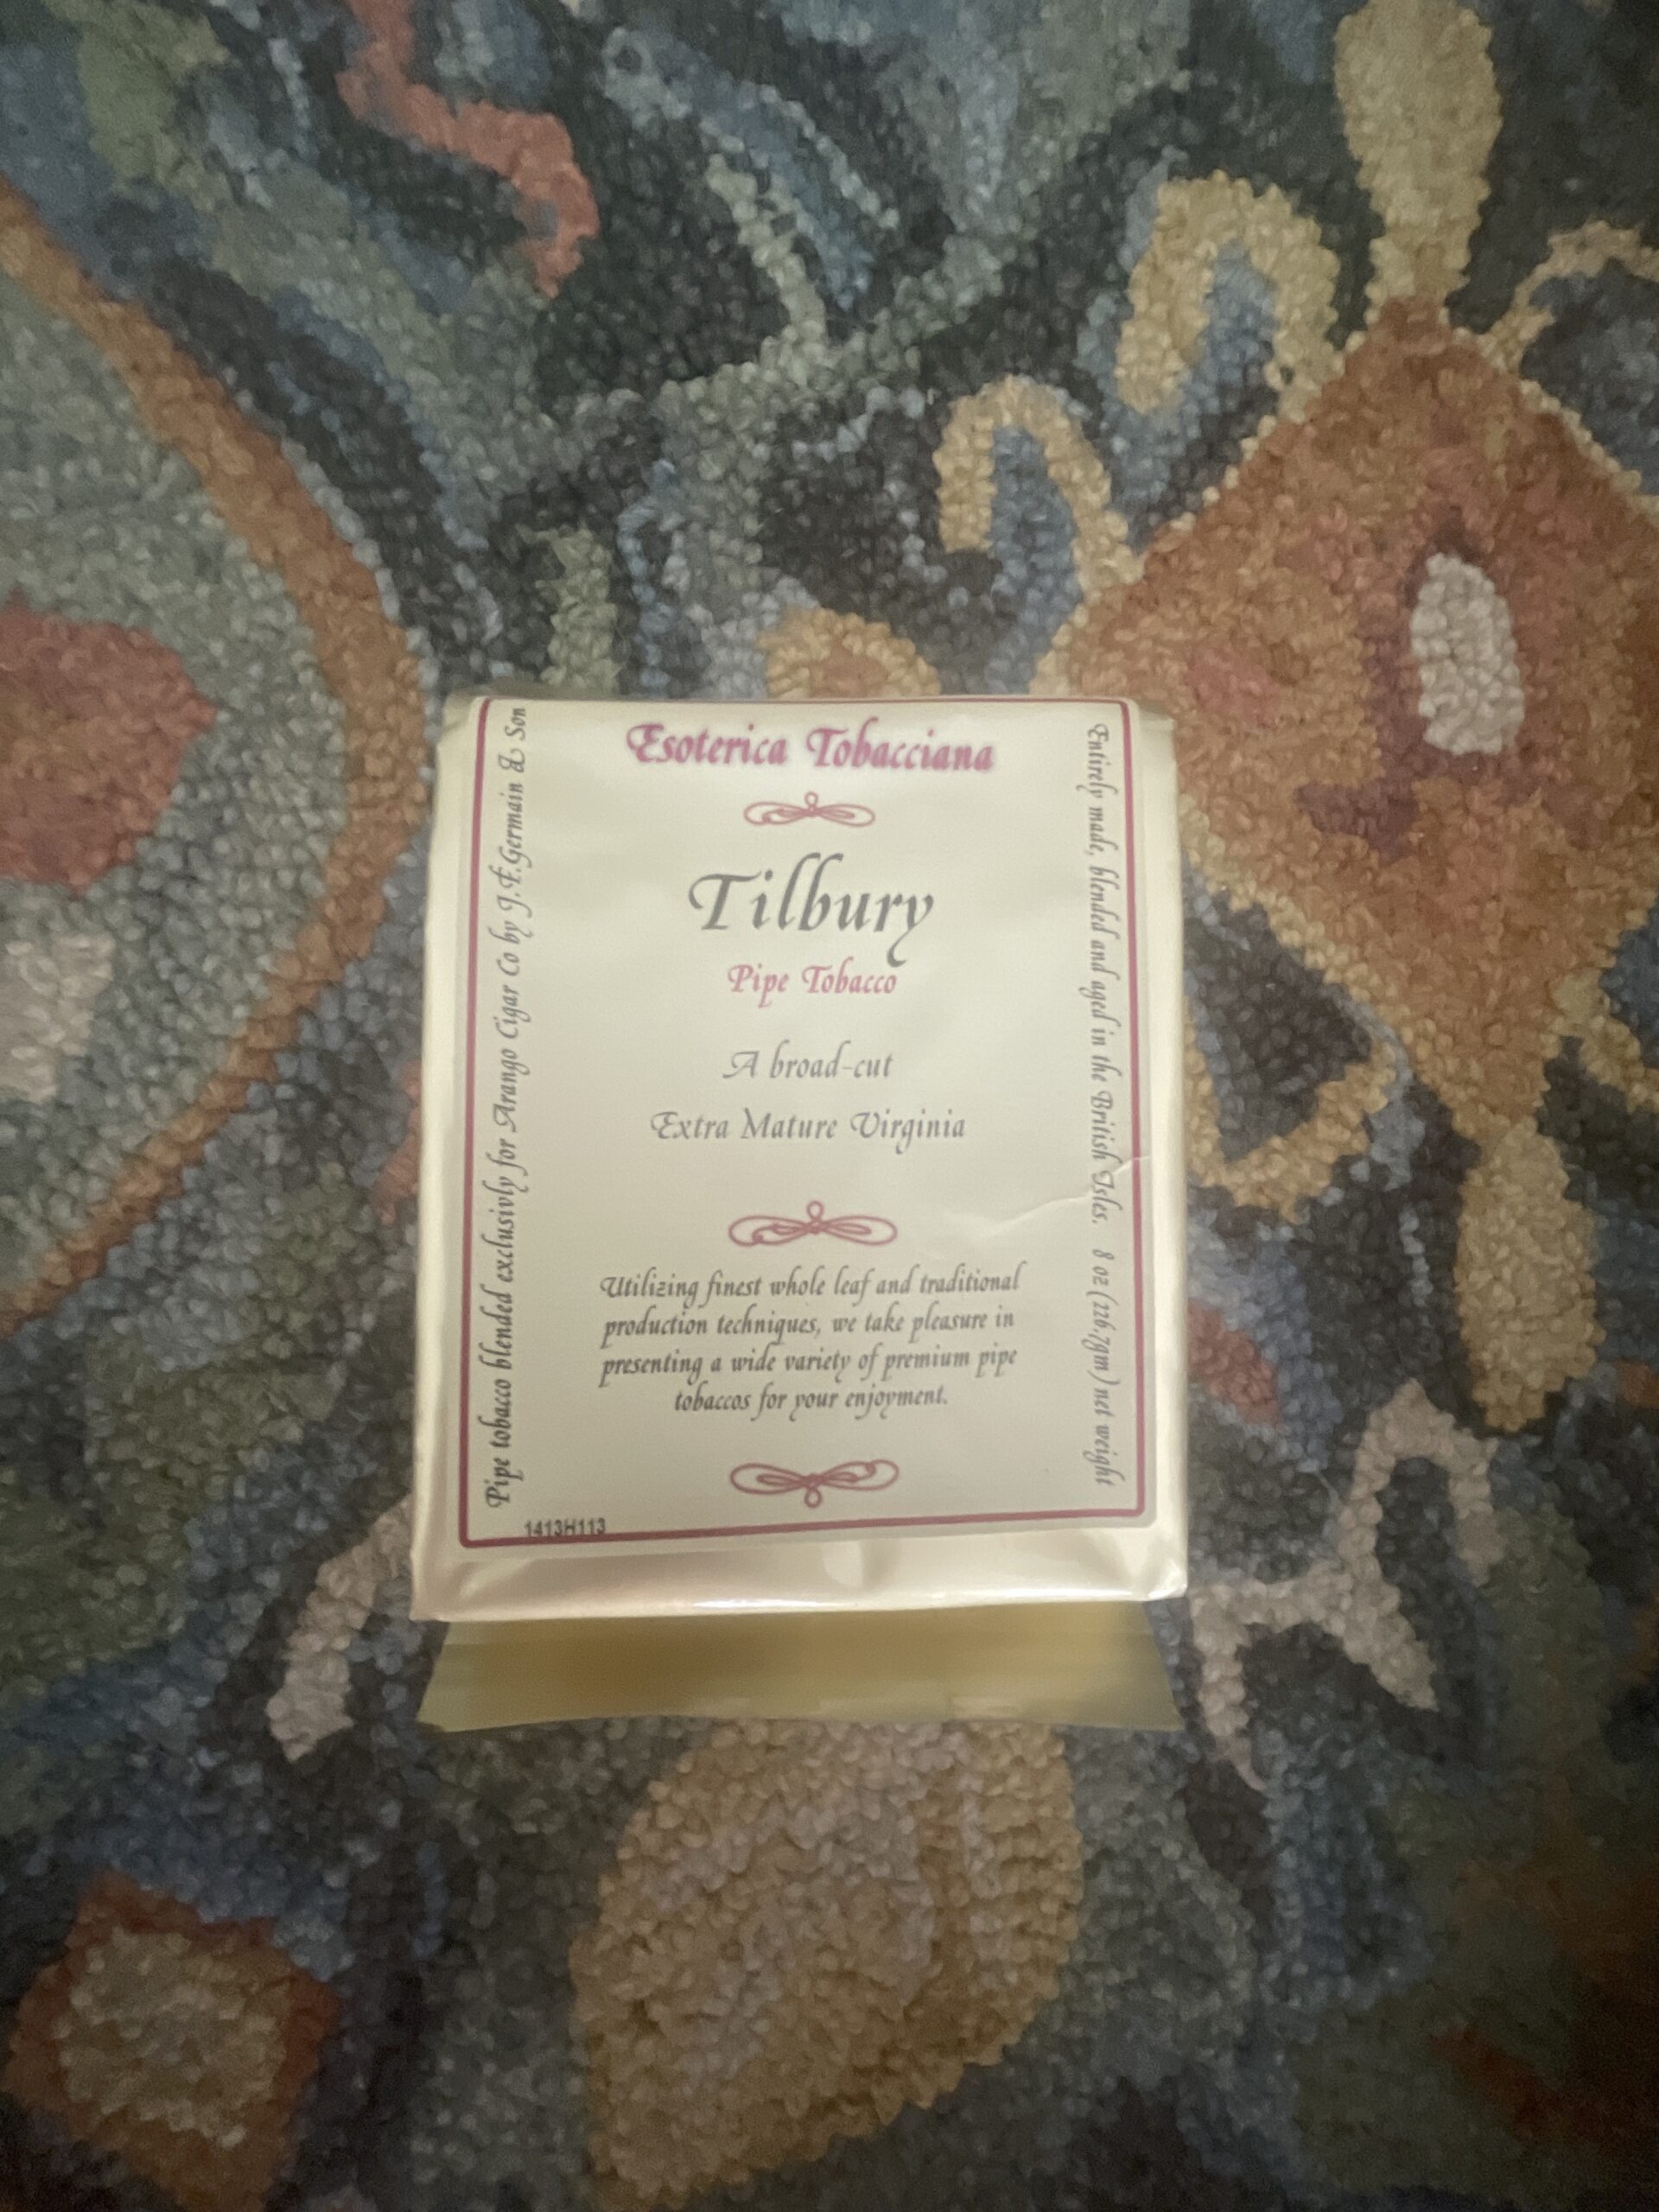 Esoterica Tobacciana
Tilbury
Pipe Tobacco
A broad-cut
Extra Mature Virginia
Utilizing finest whole leaf and traditional
production techniques, we take pleasure in
presenting a wide variety of premium pipe
tobaccos for your enjoyment.
Pipe tobacco blended exclusivly for Arango Cigar Co by J.F.Germain & Son
Entirely made, blended and aged in the British Isles. 8 oz (226.7gm) net weight
1413H113